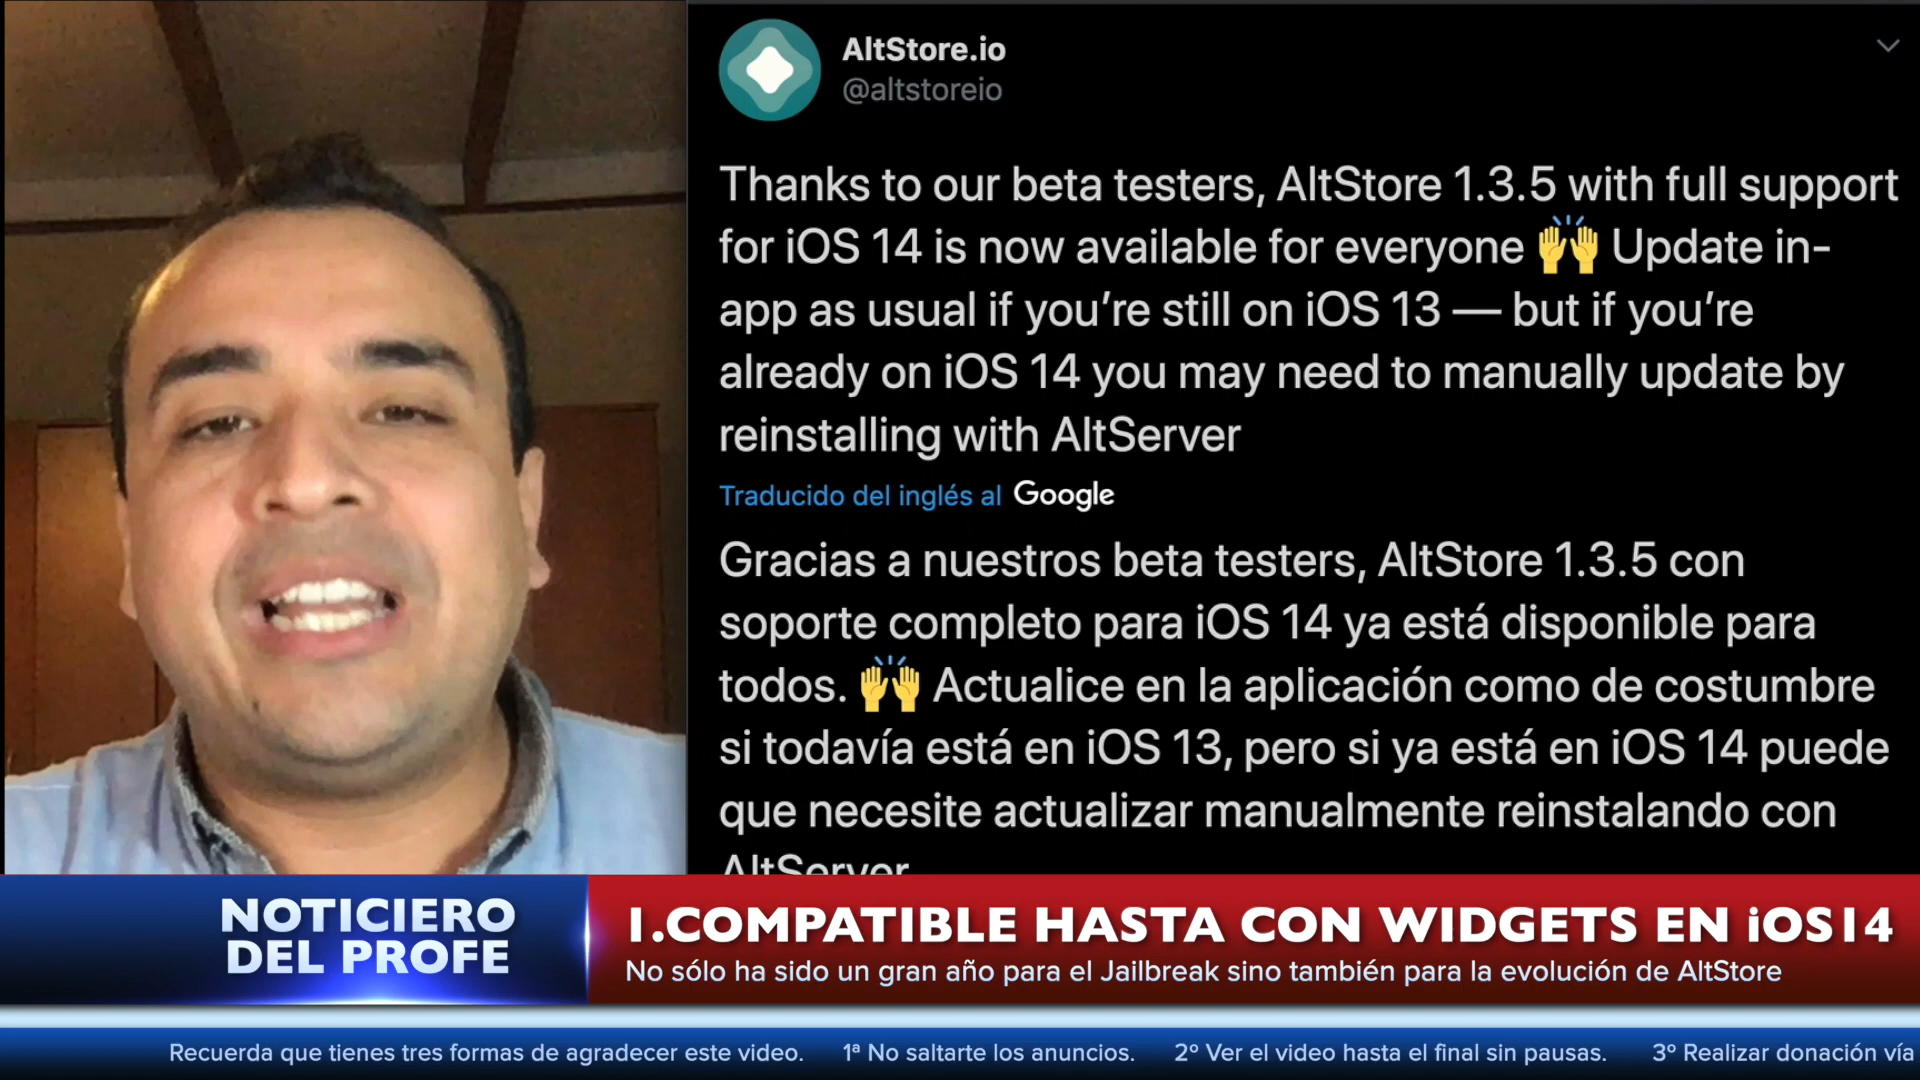 AltStore.io
@altstoreio
Thanks to our beta testers, AltStore 1.3.5 with full support
for iOS 14 is now available for everyone 🙌 Update in-
app as usual if you’re still on iOS 13 — but if you’re
already on iOS 14 you may need to manually update by
reinstalling with AltServer
Traducido del inglés al Google
Gracias a nuestros beta testers, AltStore 1.3.5 con
soporte completo para iOS 14 ya está disponible para
todos. 🙌 Actualice en la aplicación como de costumbre
si todavía está en iOS 13, pero si ya está en iOS 14 puede
que necesite actualizar manualmente reinstalando con
AltServer
NOTICIERO
DEL PROFE
1.COMPATIBLE HASTA CON WIDGETS EN iOS14
No sólo ha sido un gran año para el Jailbreak sino también para la evolución de AltStore
Recuerda que tienes tres formas de agradecer este video. 1ª No saltarte los anuncios. 2º Ver el video hasta el final sin pausas. 3º Realizar donación vía